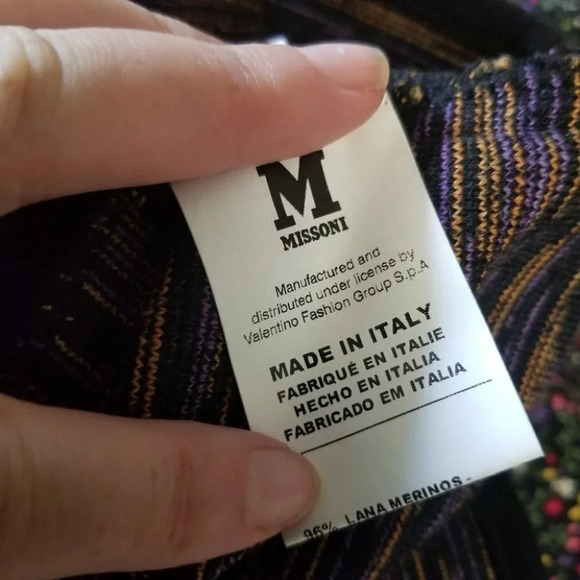 M
MISSONI
Manufactured and
distributed under license by
Valentino Fashion Group S.p.A
MADE IN ITALY
FABRIQUÉ EN ITALIE
HECHO EN ITALIA
FABRICADO EM ITALIA
96% LANA MERINOS -